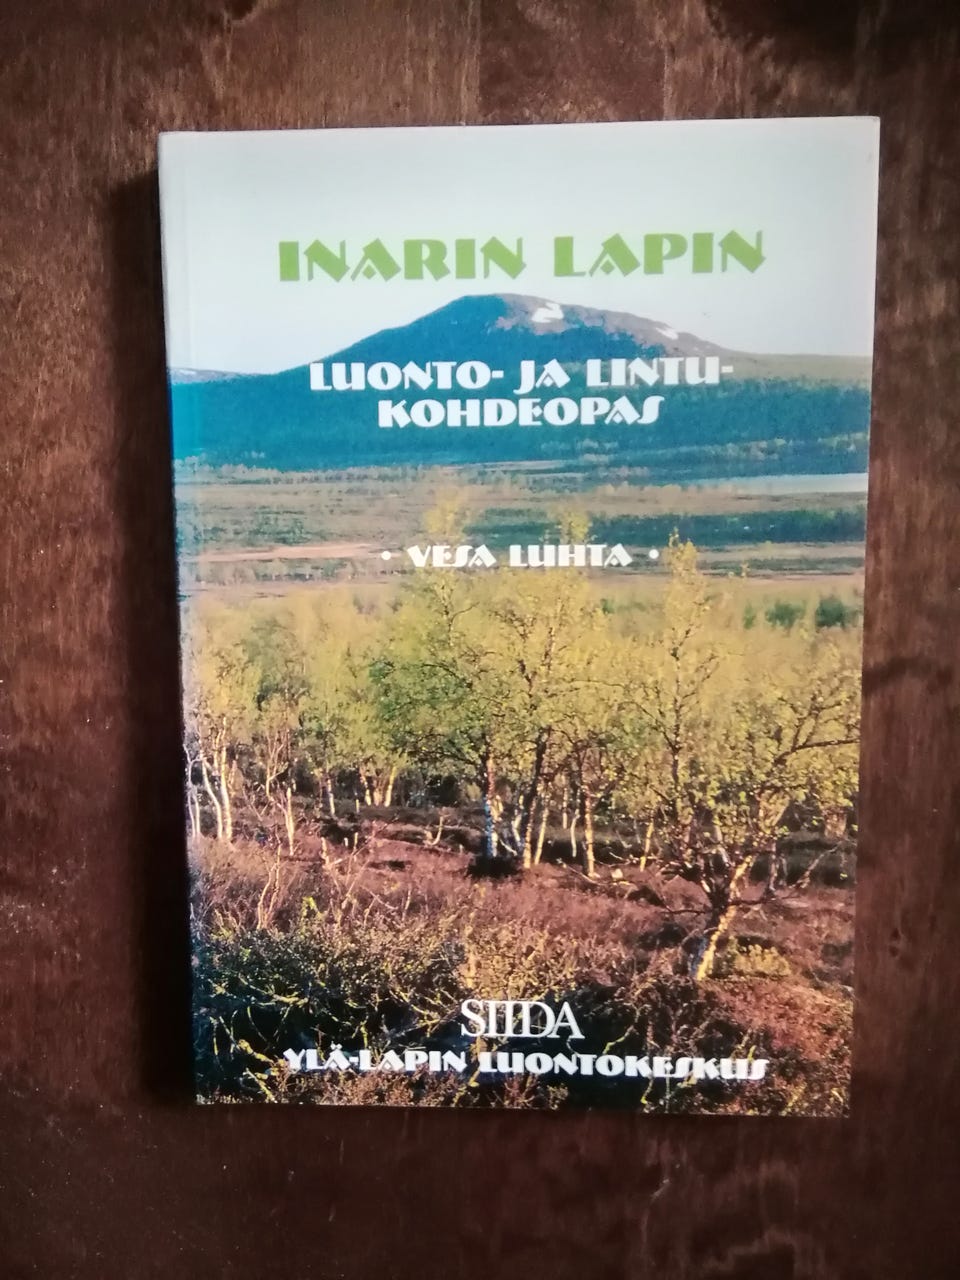 INARIN LAPIN
LUONTO- JA LINTU-
KOHDEOPAS
• VESA LUHTA •
SIIDA
YLÄ-LAPIN LUONTOKESKUS